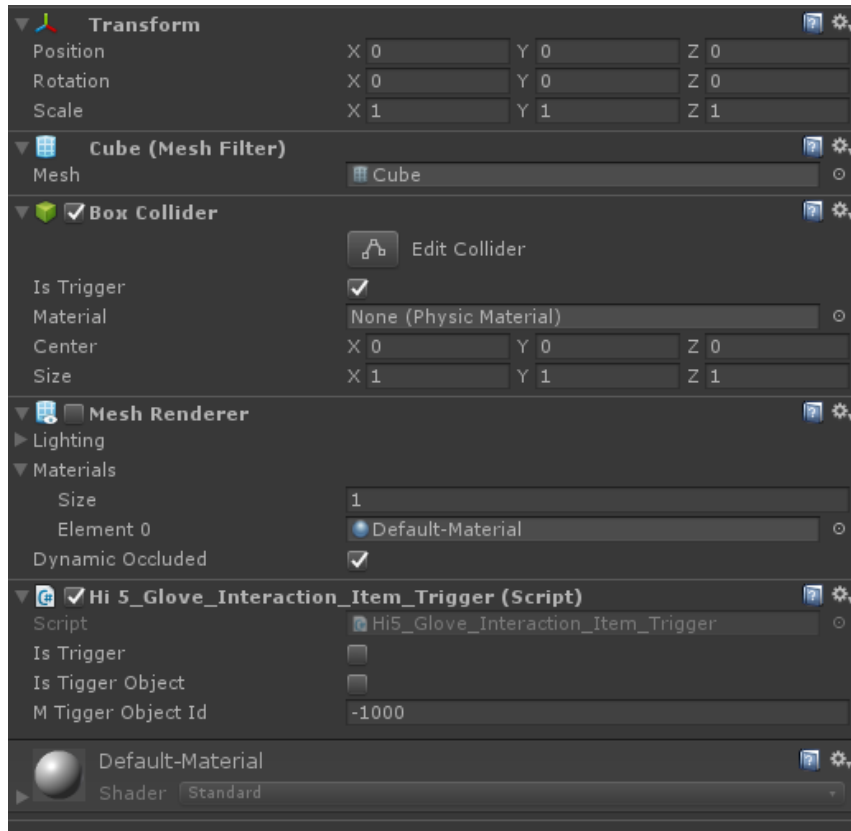 Transform
Position X 0 Y 0 Z 0
Rotation X 0 Y 0 Z 0
Scale X 1 Y 1 Z 1
Cube (Mesh Filter)
Mesh Cube
Box Collider
Edit Collider
Is Trigger
Material None (Physic Material)
Center X 0 Y 0 Z 0
Size X 1 Y 1 Z 1
Mesh Renderer
Lighting
Materials
Size 1
Element 0 Default-Material
Dynamic Occluded
Hi 5_Glove_Interaction_Item_Trigger (Script)
Script Hi5_Glove_Interaction_Item_Trigger
Is Trigger
Is Tigger Object
M Tigger Object Id -1000
Default-Material
Shader Standard